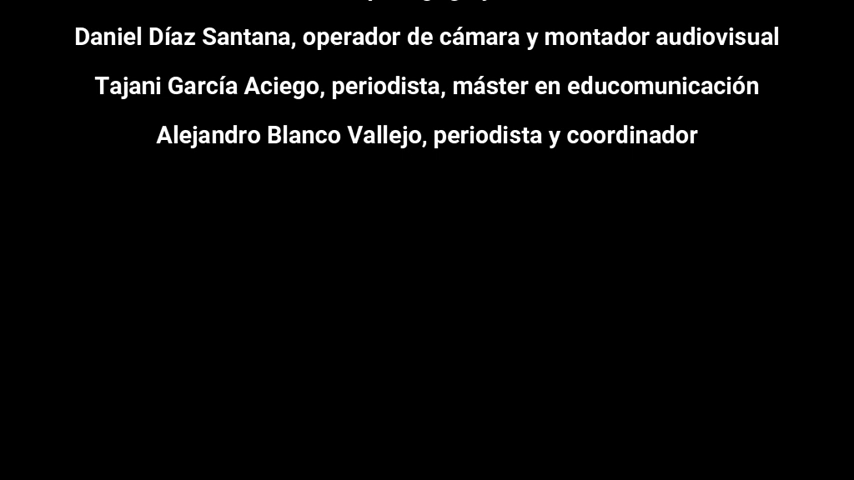 Daniel Díaz Santana, operador de cámara y montador audiovisual
Tajani García Aciego, periodista, máster en educomunicación
Alejandro Blanco Vallejo, periodista y coordinador